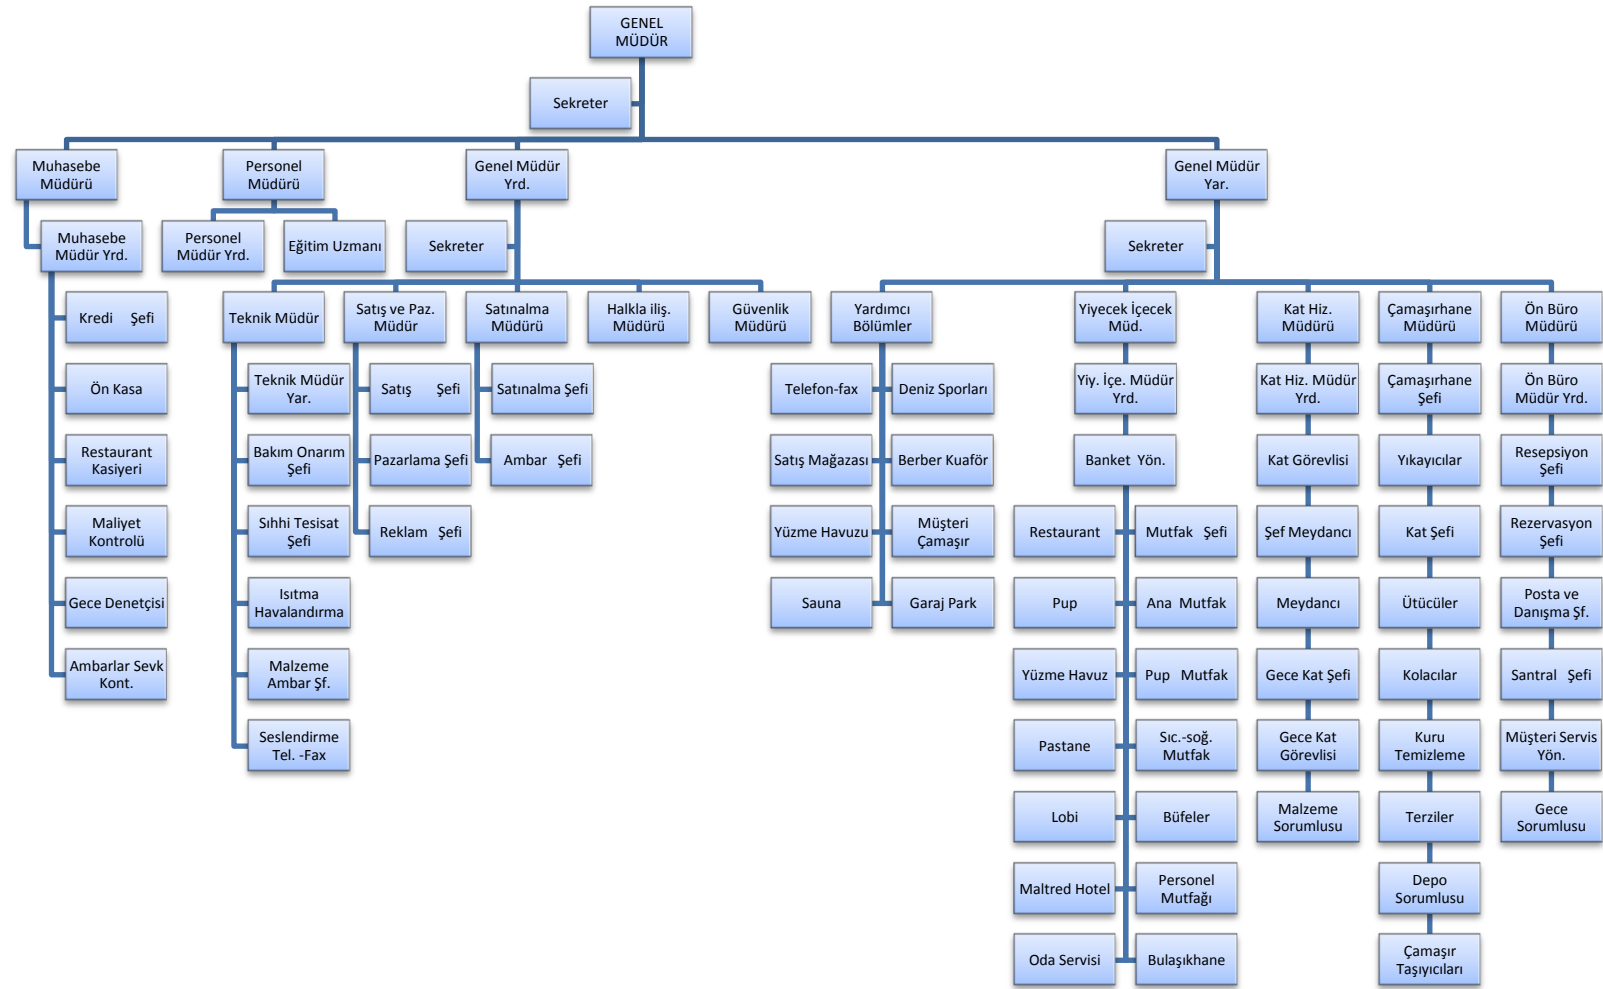 GENEL
MÜDÜR
Sekreter
Muhasebe
Müdürü
Personel
Müdürü
Genel Müdür
Yrd.
Genel Müdür
Yar.
Muhasebe
Müdür Yrd.
Personel
Müdür Yrd.
Eğitim Uzmanı
Sekreter
Sekreter
Kredi Şefi
Ön Kasa
Restaurant
Kasiyeri
Maliyet
Kontrolü
Gece Denetçisi
Ambarlar Sevk
Kont.
Teknik Müdür
Teknik Müdür
Yar.
Bakım Onarım
Şefi
Sıhhi Tesisat
Şefi
Isıtma
Havalandırma
Malzeme
Ambar Şf.
Seslendirme
Tel. -Fax
Satış ve Paz.
Müdür
Satış Şefi
Pazarlama Şefi
Reklam Şefi
Satınalma
Müdürü
Satınalma Şefi
Ambar Şefi
Halkla iliş.
Müdürü
Güvenlik
Müdürü
Yardımcı
Bölümler
Telefon-fax
Deniz Sporları
Satış Mağazası
Berber Kuaför
Yüzme Havuzu
Müşteri
Çamaşır
Sauna
Garaj Park
Yiyecek İçecek
Müd.
Yiy. İçe. Müdür
Yrd.
Banket Yön.
Restaurant
Mutfak Şefi
Pup
Ana Mutfak
Yüzme Havuz
Pup Mutfak
Pastane
Sıc.-soğ.
Mutfak
Lobi
Büfeler
Maltred Hotel
Personel
Mutfağı
Oda Servisi
Bulaşıkhane
Kat Hiz.
Müdürü
Kat Hiz. Müdür
Yrd.
Kat Görevlisi
Şef Meydancı
Meydancı
Gece Kat Şefi
Gece Kat
Görevlisi
Malzeme
Sorumlusu
Çamaşırhane
Müdürü
Çamaşırhane
Şefi
Yıkayıcılar
Kat Şefi
Ütücüler
Kolacılar
Kuru
Temizleme
Terziler
Depo
Sorumlusu
Çamaşır
Taşıyıcıları
Ön Büro
Müdürü
Ön Büro
Müdür Yrd.
Resepsiyon
Şefi
Rezervasyon
Şefi
Posta ve
Danışma Şf.
Santral Şefi
Müşteri Servis
Yön.
Gece
Sorumlusu